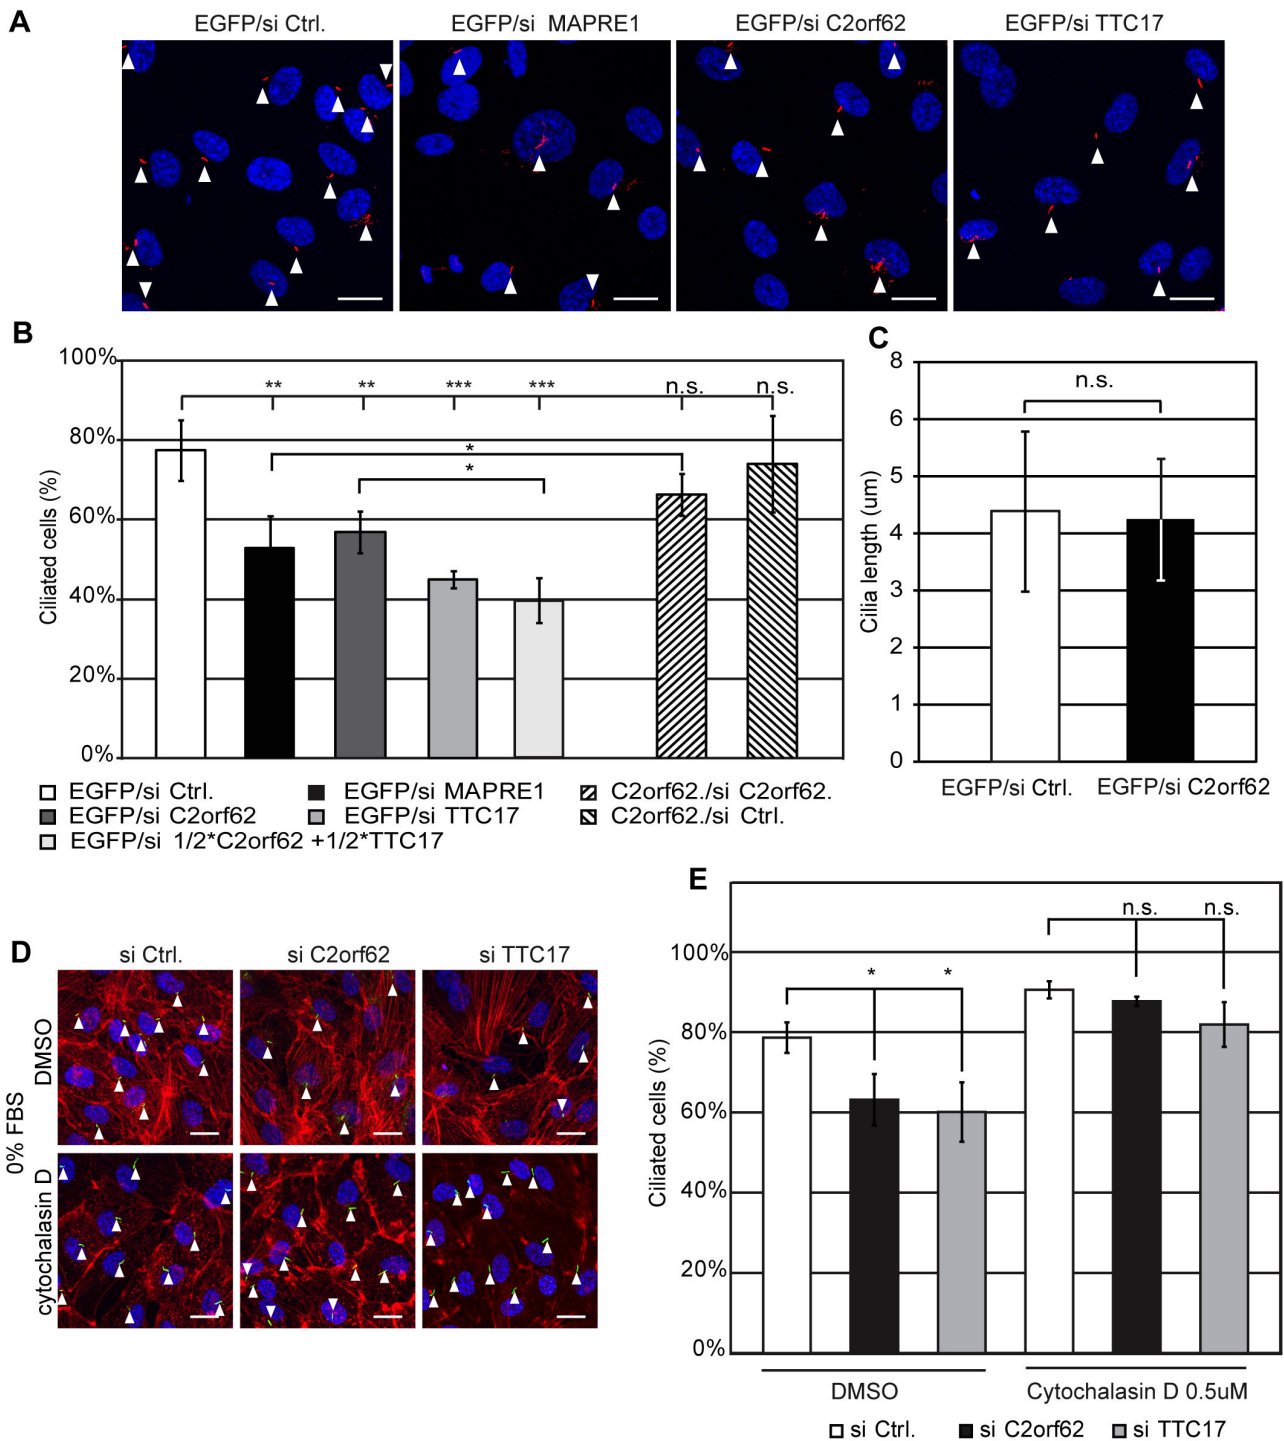 A
EGFP/si Ctrl.
EGFP/si MAPRE1
EGFP/si C2orf62
EGFP/si TTC17
B
100%
80%
60%
40%
20%
0%
Ciliated cells (%)
**
**
***
***
n.s.
n.s.
*
*
EGFP/si Ctrl.
EGFP/si MAPRE1
C2orf62./si C2orf62.
EGFP/si C2orf62
EGFP/si TTC17
C2orf62./si Ctrl.
EGFP/si 1/2*C2orf62 +1/2*TTC17
C
8
7
6
5
4
3
2
1
0
Cilia length (um)
n.s.
EGFP/si Ctrl.
EGFP/si C2orf62
D
si Ctrl.
si C2orf62
si TTC17
0% FBS
DMSO
cytochalasin D
E
100%
80%
60%
40%
20%
0%
Ciliated cells (%)
*
*
n.s.
n.s.
DMSO
Cytochalasin D 0.5uM
si Ctrl.
si C2orf62
si TTC17